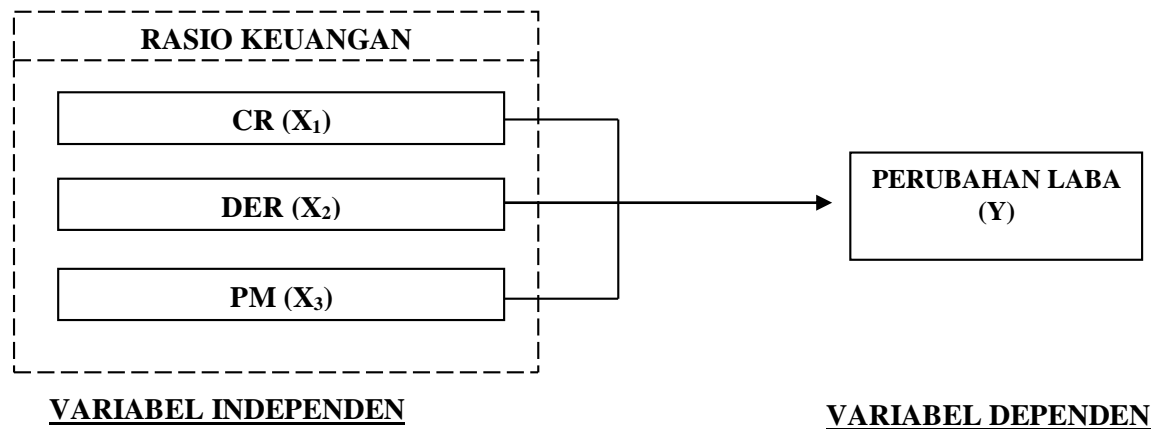 RASIO KEUANGAN
CR (X₁)
DER (X₂)
PM (X₃)
PERUBAHAN LABA
(Y)
VARIABEL INDEPENDEN
VARIABEL DEPENDEN